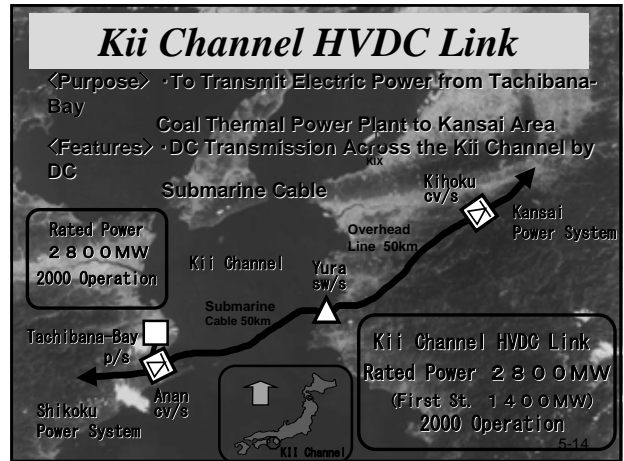 Kii Channel HVDC Link
〈Purpose〉 ･To Transmit Electric Power from Tachibana-
Bay
Coal Thermal Power Plant to Kansai Area
〈Features〉 ･DC Transmission Across the Kii Channel by
DC
KIX
Submarine Cable
Kihoku
cv/s
Kansai
Power System
Rated Power
２８００MW
2000 Operation
Overhead
Line 50km
Kii Channel
Yura
sw/s
Submarine
Cable 50km
Tachibana-Bay
p/s
Anan
cv/s
Shikoku
Power System
KII Channel
Kii Channel HVDC Link
Rated Power ２８００MW
(First St. １４００MW)
2000 Operation
5-14